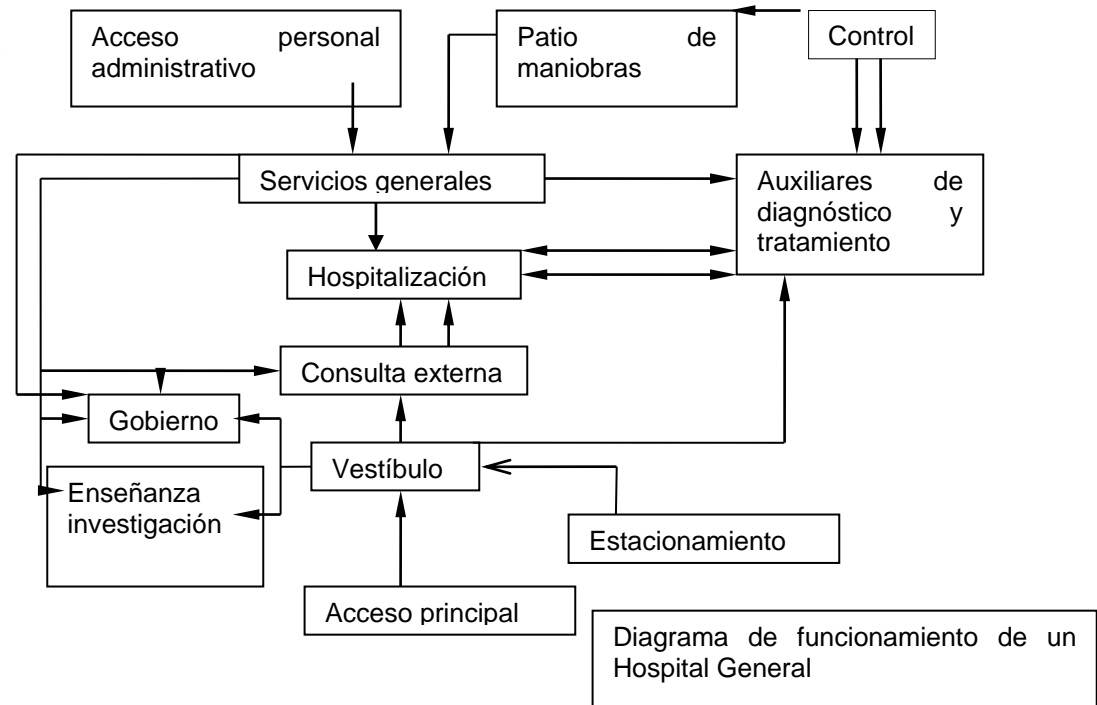 Acceso personal
administrativo
Patio de
maniobras
Control
Servicios generales
Auxiliares de
diagnóstico y
tratamiento
Hospitalización
Consulta externa
Gobierno
Vestíbulo
Enseñanza
investigación
Estacionamiento
Acceso principal
Diagrama de funcionamiento de un
Hospital General